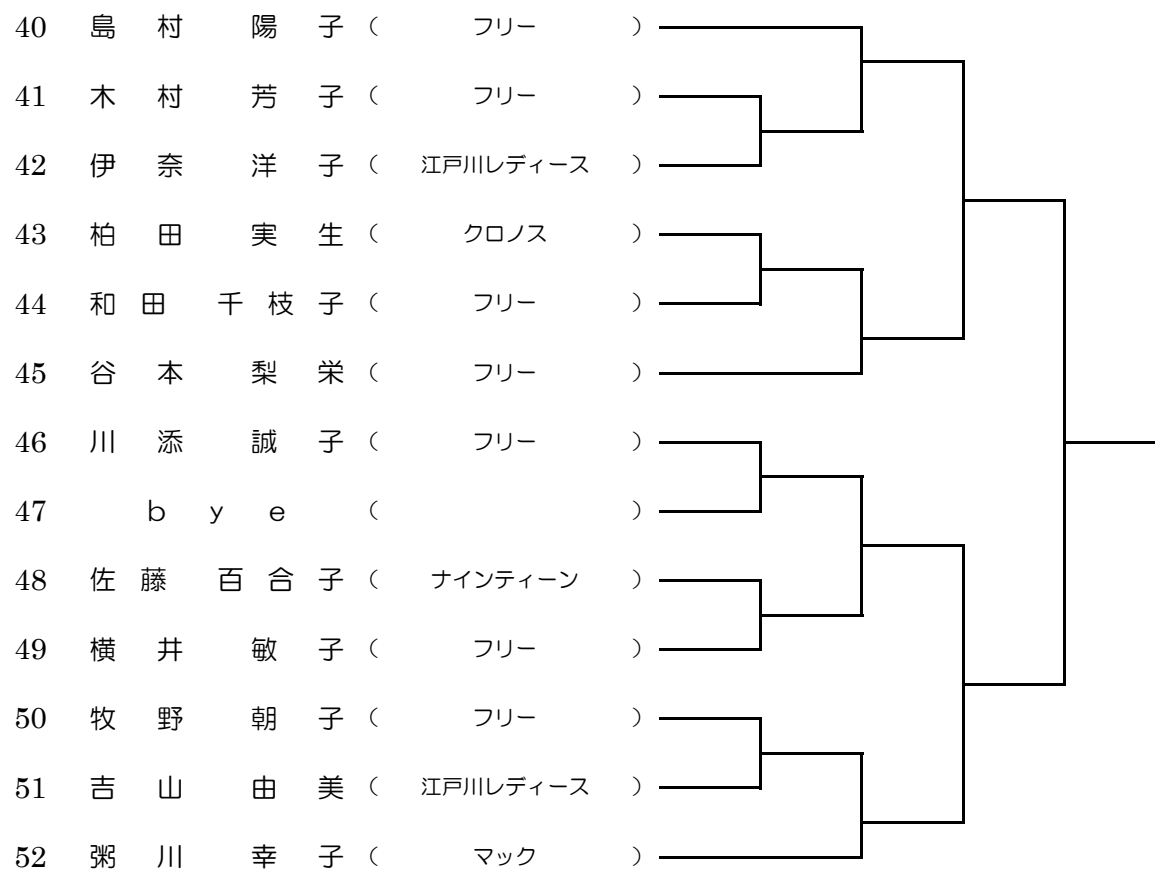 40 島村 陽子（ フリー ）
41 木村 芳子（ フリー ）
42 伊奈 洋子（ 江戸川レディース ）
43 柏田 実生（ クロノス ）
44 和田 千枝子（ フリー ）
45 谷本 梨栄（ フリー ）
46 川添 誠子（ フリー ）
47 ｂｙｅ（ ）
48 佐藤 百合子（ ナインティーン ）
49 横井 敏子（ フリー ）
50 牧野 朝子（ フリー ）
51 吉山 由美（ 江戸川レディース ）
52 粥川 幸子（ マック ）